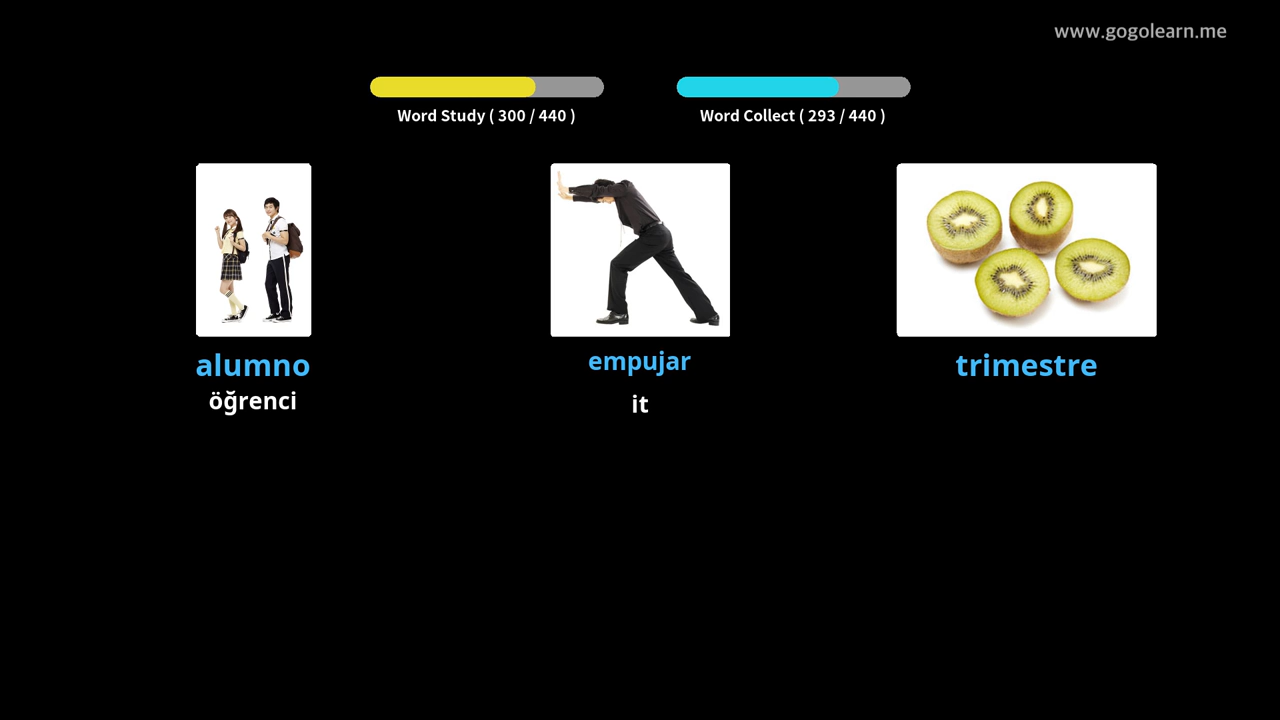 www.gogolearn.me
Word Study ( 300 / 440 )
Word Collect ( 293 / 440 )
alumno
öğrenci
empujar
it
trimestre